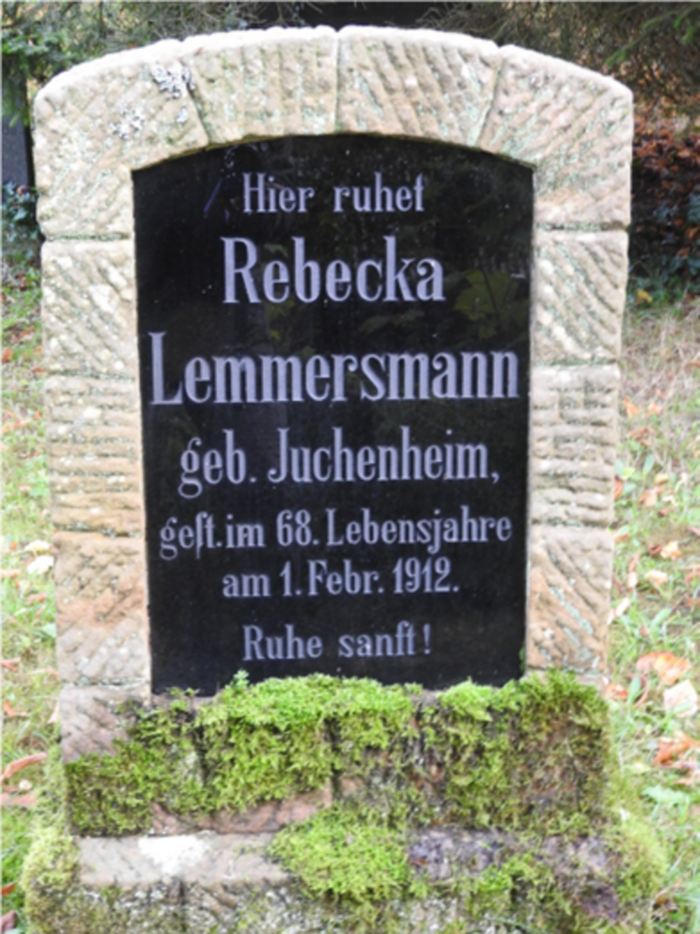 Hier ruhet
Rebecka
Lemmersmann
geb. Juchenheim,
geſt. im 68. Lebensjahre
am 1. Febr. 1912.
Ruhe sanft!